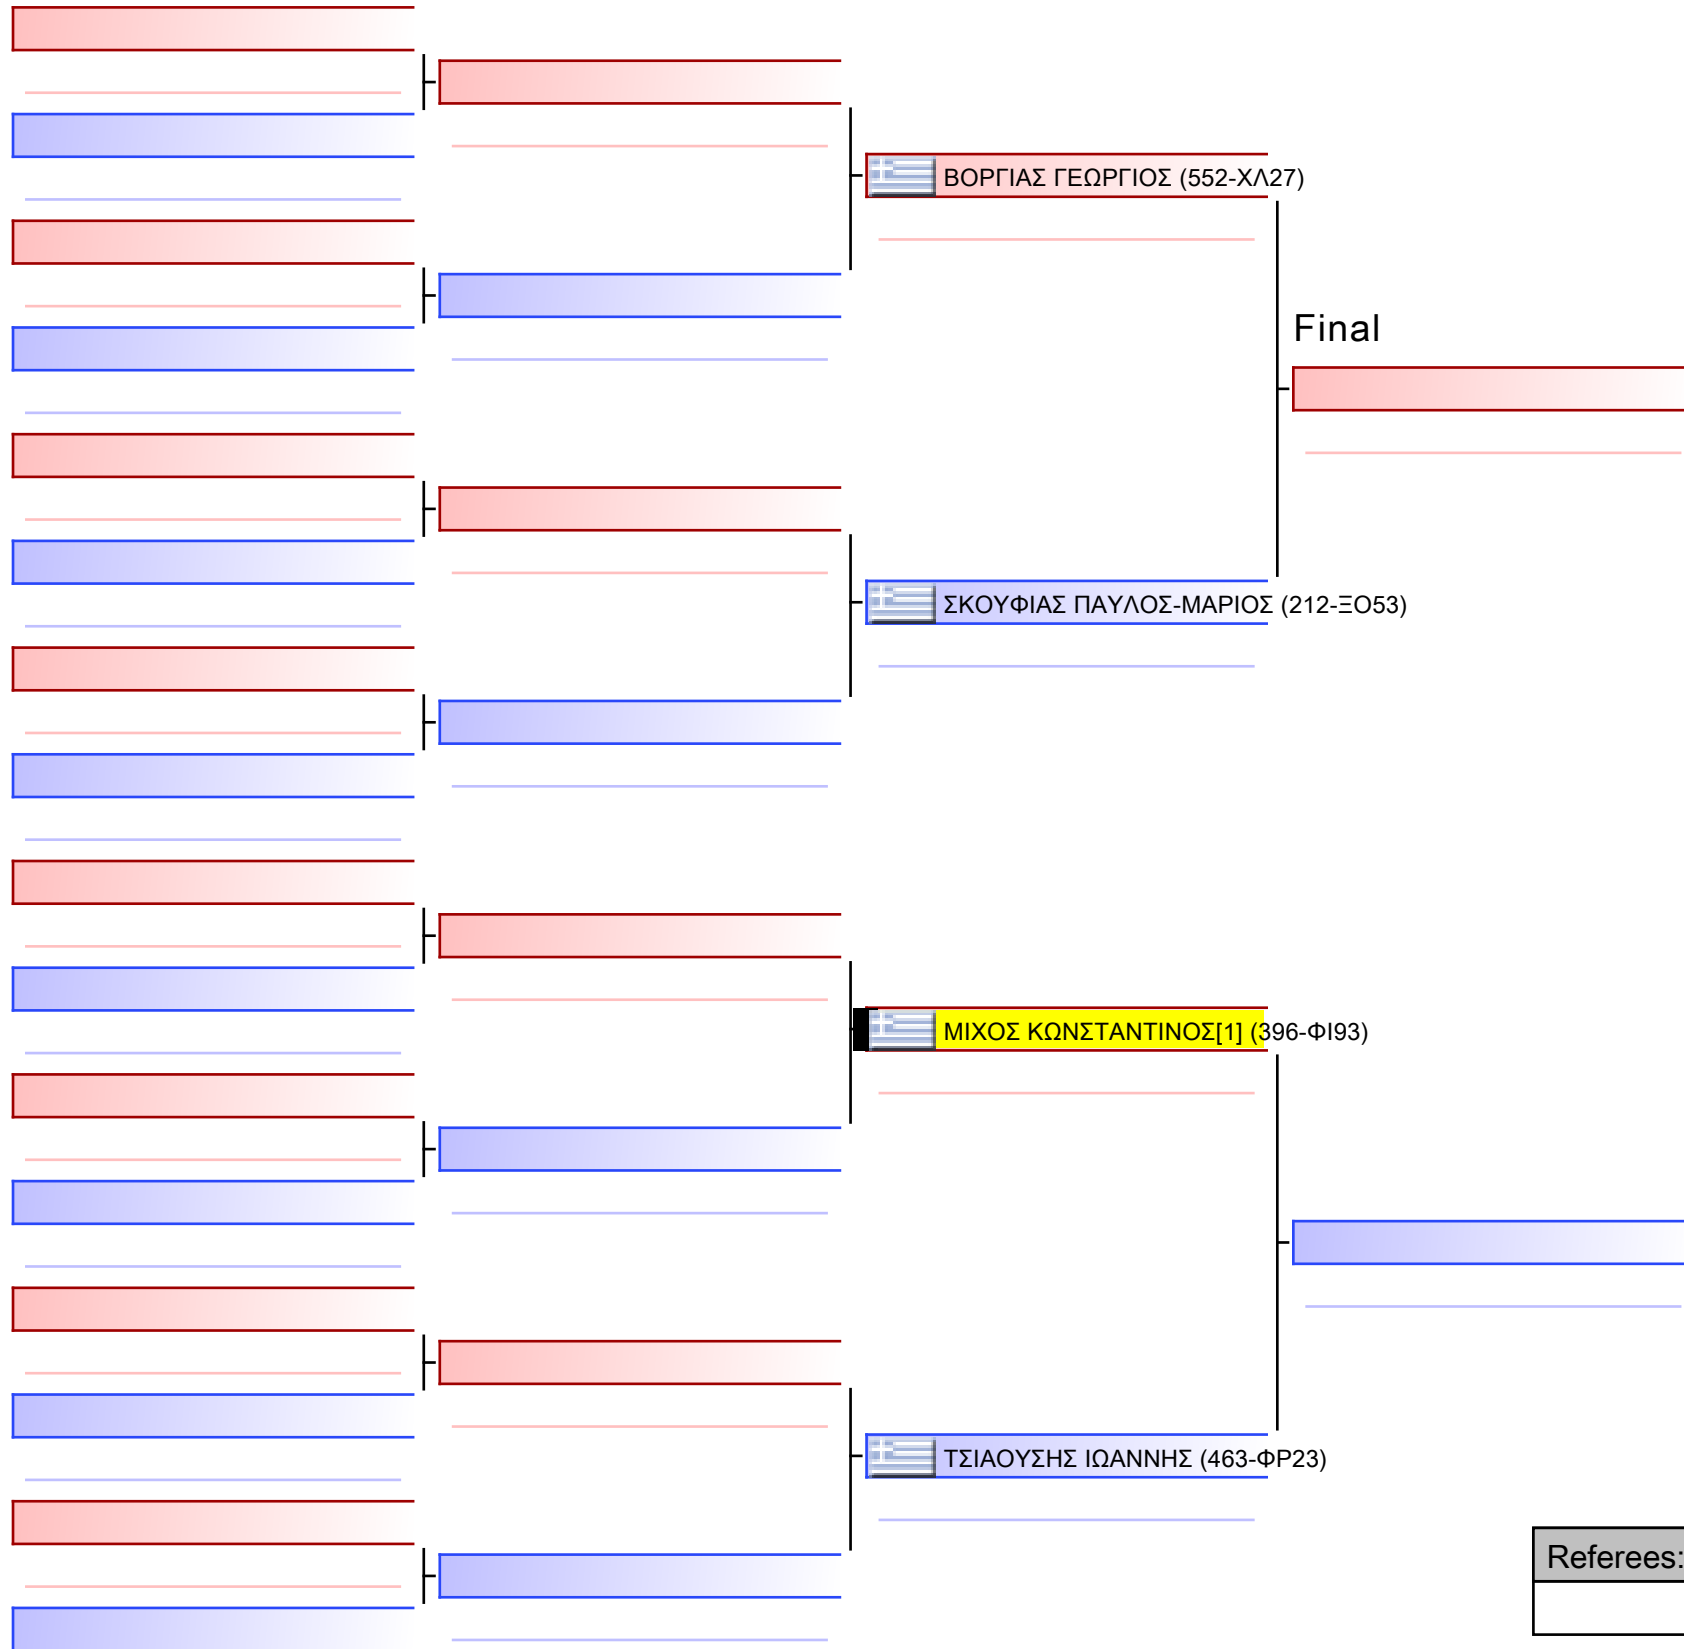 ΒΟΡΓΙΑΣ ΓΕΩΡΓΙΟΣ (552-ΧΛ27)
Final
ΣΚΟΥΦΙΑΣ ΠΑΥΛΟΣ-ΜΑΡΙΟΣ (212-ΞΟ53)
ΜΙΧΟΣ ΚΩΝΣΤΑΝΤΙΝΟΣ[1] (396-ΦΙ93)
ΤΣΙΑΟΥΣΗΣ ΙΩΑΝΝΗΣ (463-ΦΡ23)
Referees: